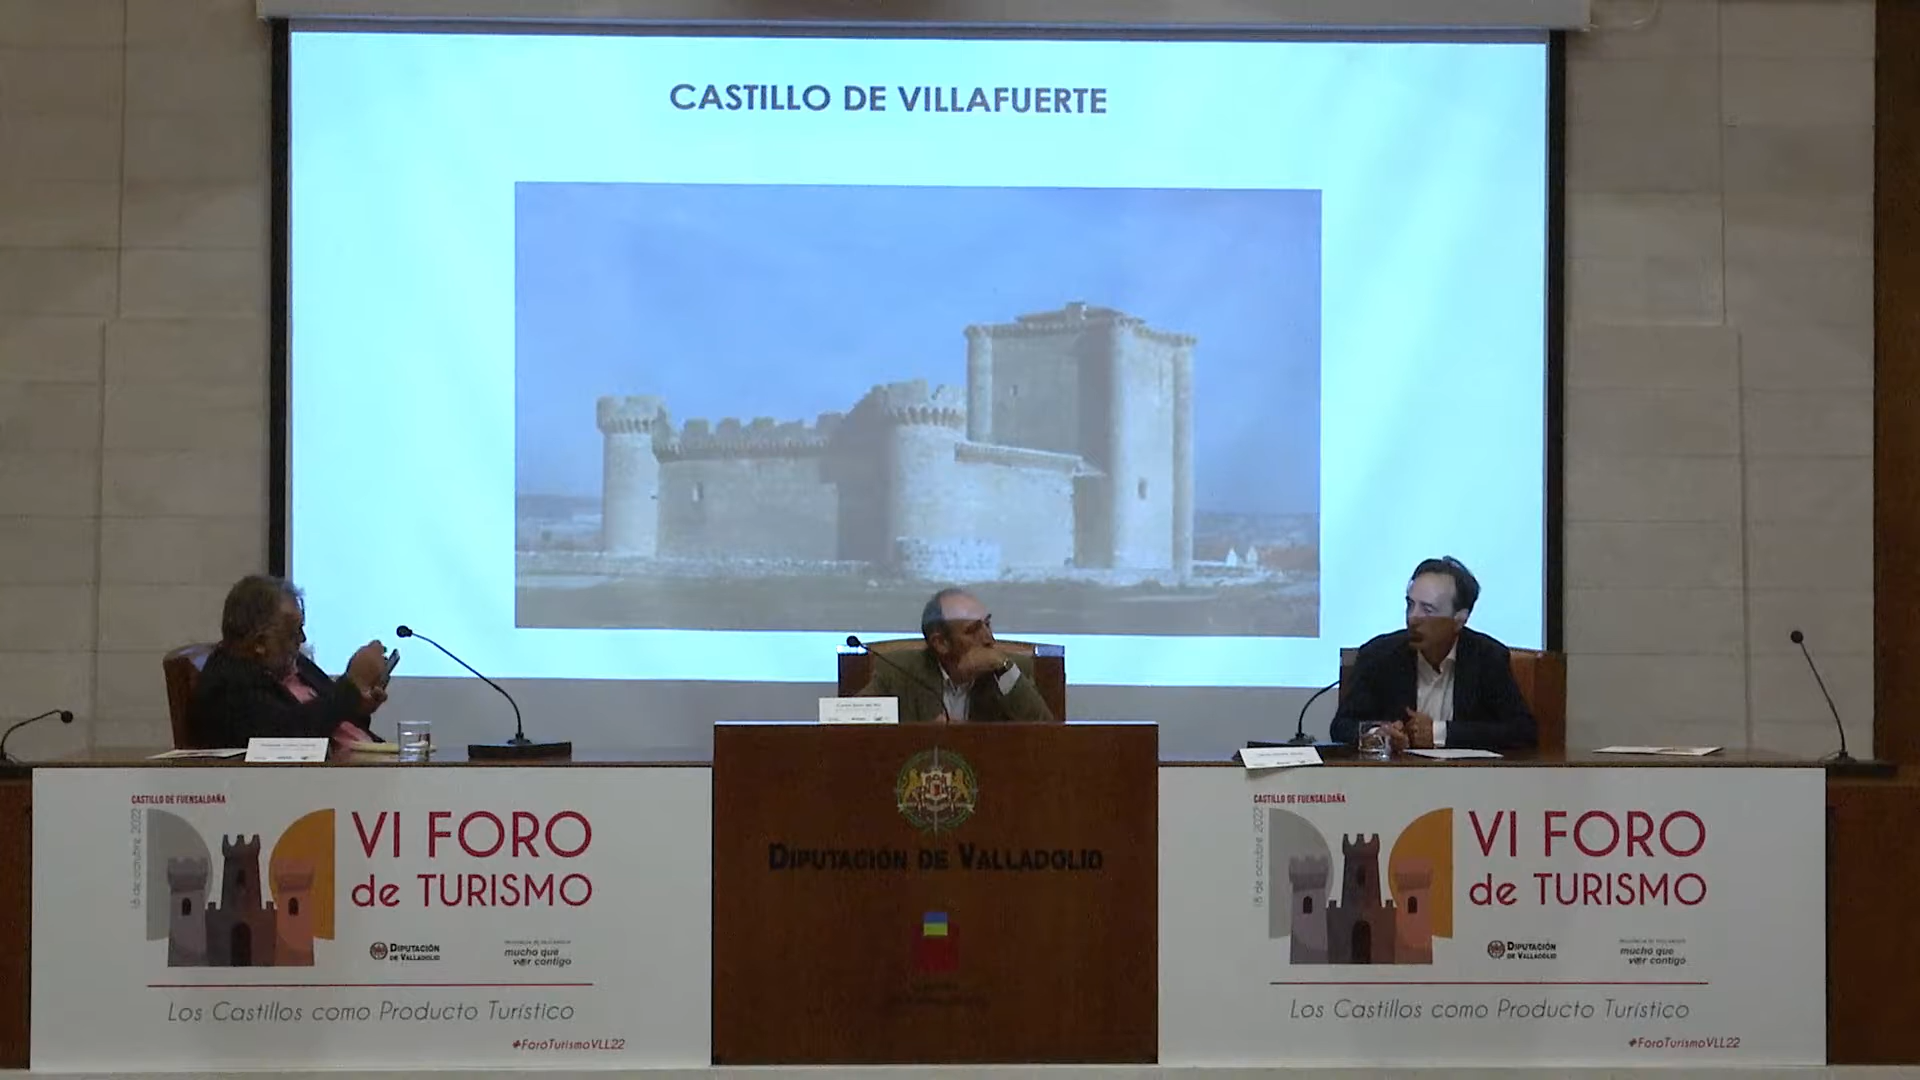 CASTILLO DE VILLAFUERTE
CASTILLO DE FUENSALDAÑA
18 de octubre 2022
VI FORO
de TURISMO
DIPUTACIÓN
DE VALLADOLID
mucho que
ver contigo
Los Castillos como Producto Turístico
#ForoTurismoVLL22
DIPUTACIÓN DE VALLADOLID
CASTILLO DE FUENSALDAÑA
18 de octubre 2022
VI FORO
de TURISMO
DIPUTACIÓN
DE VALLADOLID
mucho que
ver contigo
Los Castillos como Producto Turístico
#ForoTurismoVLL22